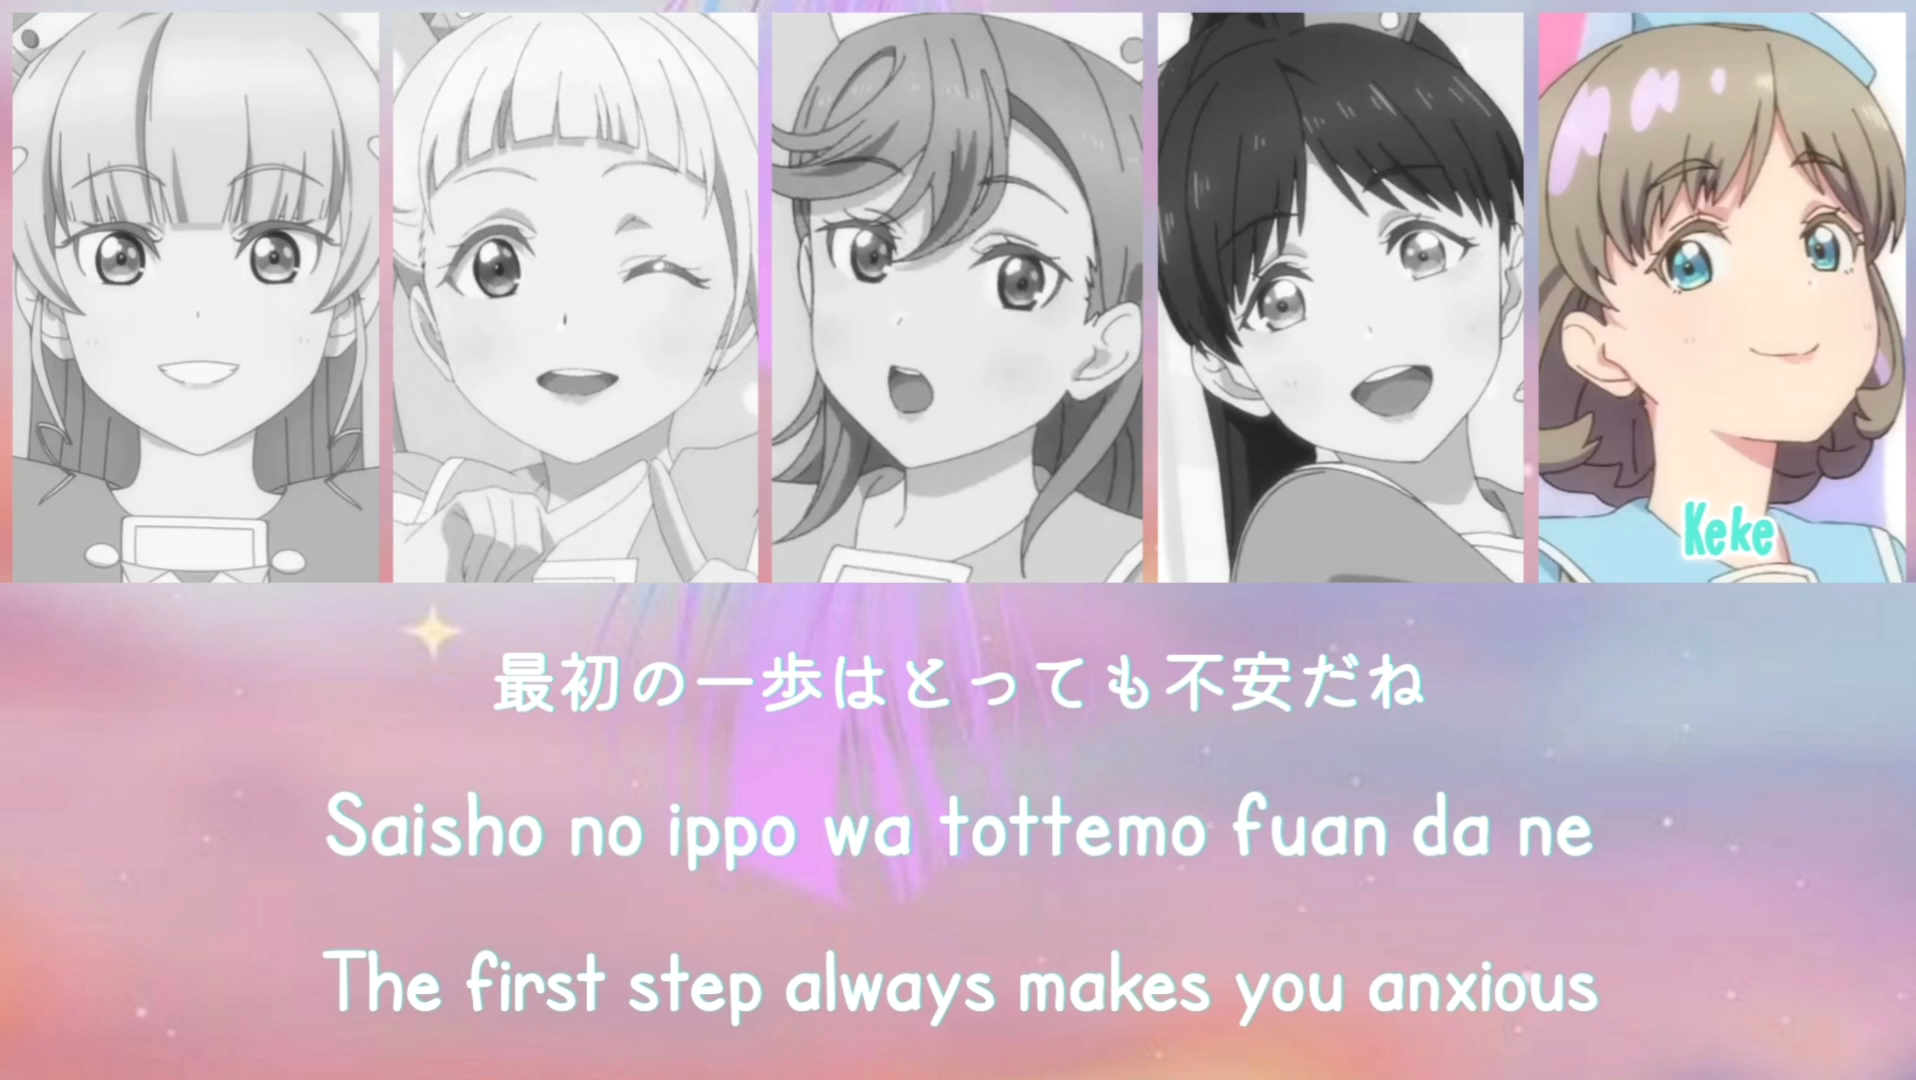 Keke
最初の一歩はとっても不安だね
Saisho no ippo wa tottemo fuan da ne
The first step always makes you anxious